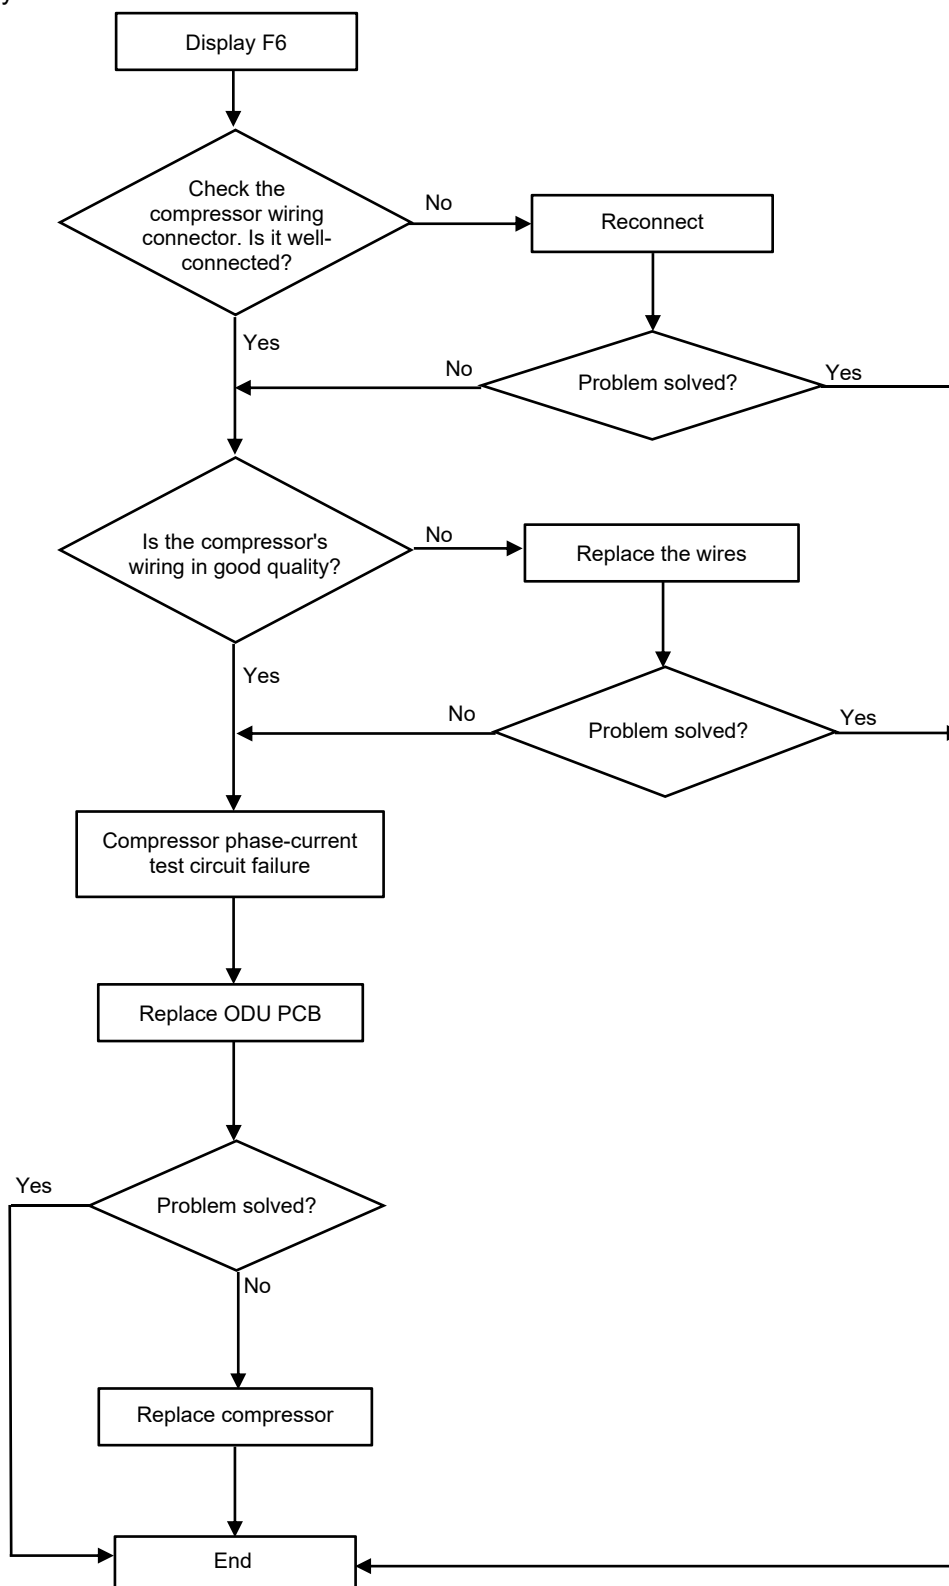 y
Display F6
Check the
compressor wiring
connector. Is it well-
connected?
No
Reconnect
Yes
No
Problem solved?
Yes
Is the compressor's
wiring in good quality?
No
Replace the wires
Yes
No
Problem solved?
Yes
Compressor phase-current
test circuit failure
Replace ODU PCB
Yes
Problem solved?
No
Replace compressor
End